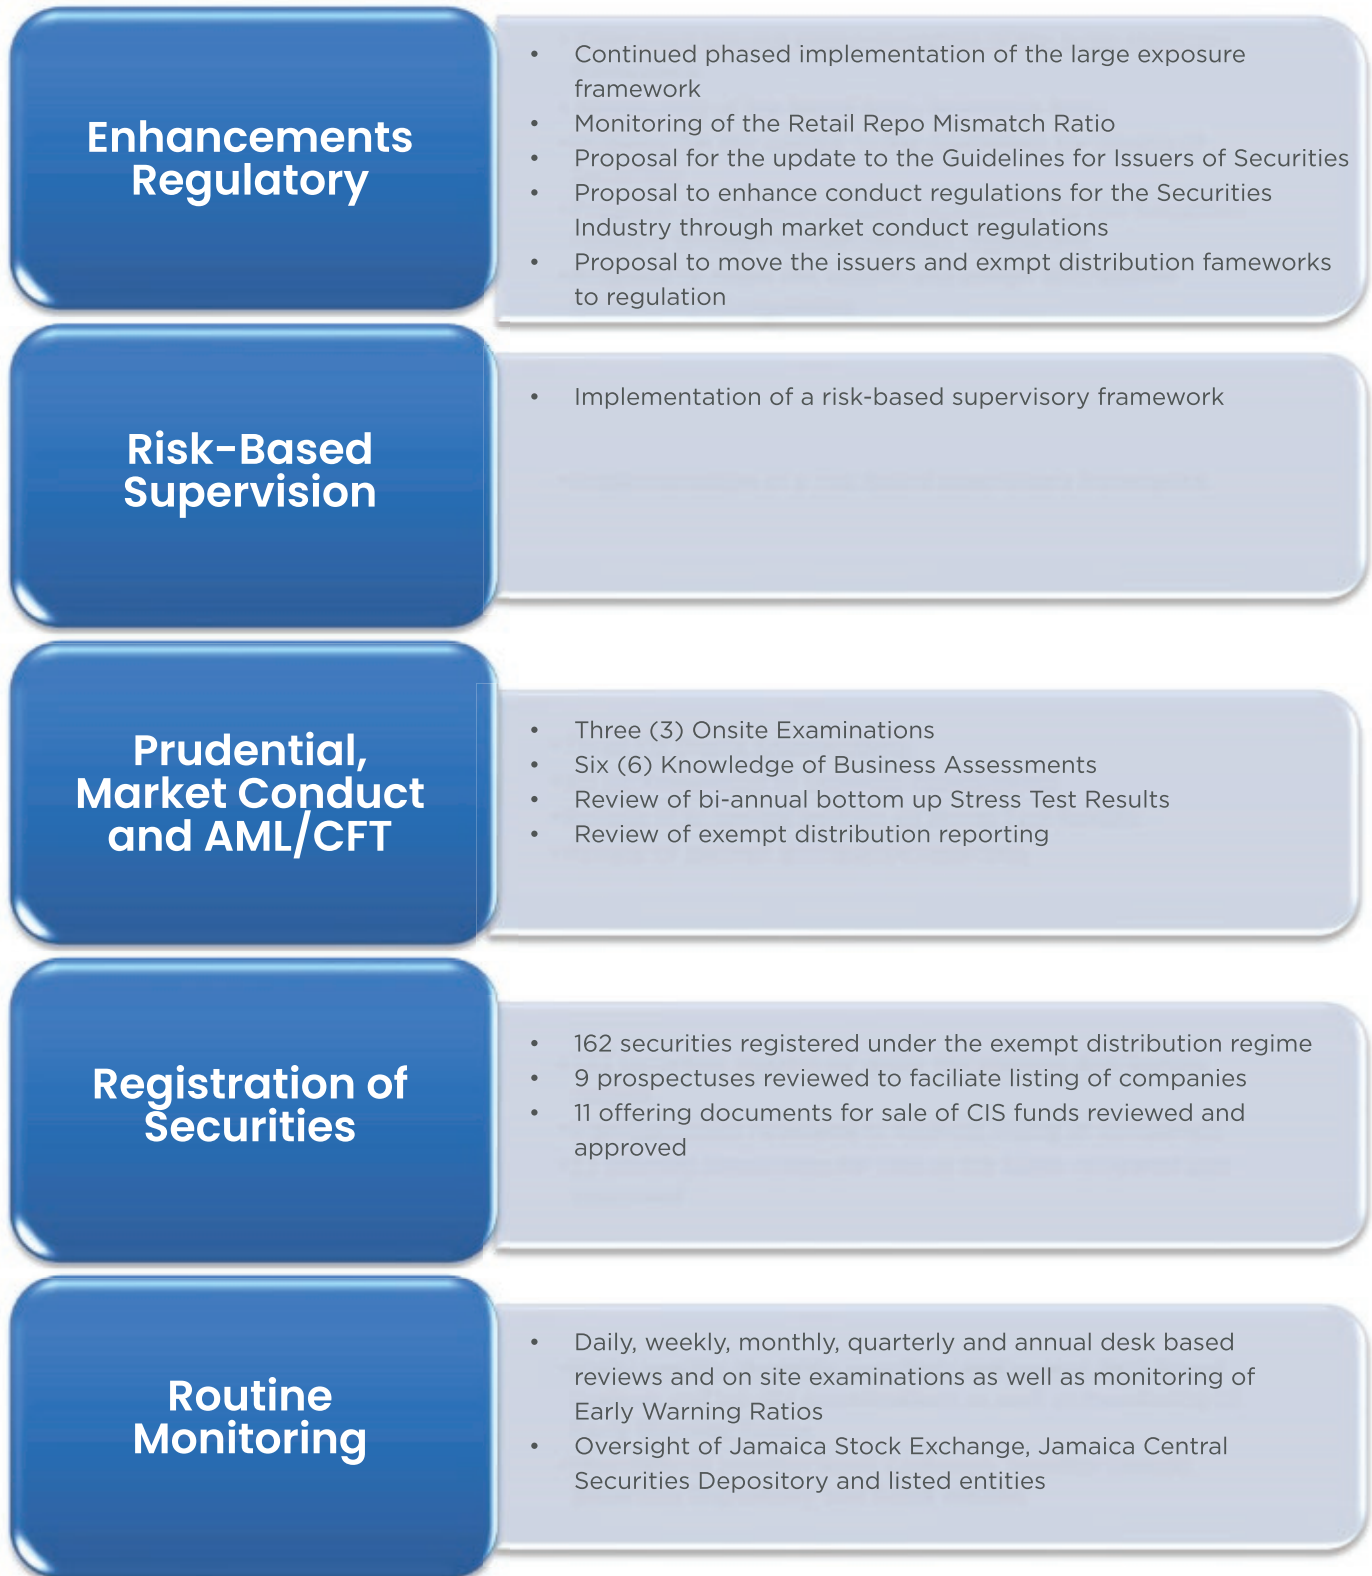 Enhancements
Regulatory
• Continued phased implementation of the large exposure
framework
• Monitoring of the Retail Repo Mismatch Ratio
• Proposal for the update to the Guidelines for Issuers of Securities
• Proposal to enhance conduct regulations for the Securities
Industry through market conduct regulations
• Proposal to move the issuers and exmpt distribution fameworks
to regulation
Risk-Based
Supervision
• Implementation of a risk-based supervisory framework
Prudential,
Market Conduct
and AML/CFT
• Three (3) Onsite Examinations
• Six (6) Knowledge of Business Assessments
• Review of bi-annual bottom up Stress Test Results
• Review of exempt distribution reporting
Registration of
Securities
• 162 securities registered under the exempt distribution regime
• 9 prospectuses reviewed to faciliate listing of companies
• 11 offering documents for sale of CIS funds reviewed and
approved
Routine
Monitoring
• Daily, weekly, monthly, quarterly and annual desk based
reviews and on site examinations as well as monitoring of
Early Warning Ratios
• Oversight of Jamaica Stock Exchange, Jamaica Central
Securities Depository and listed entities